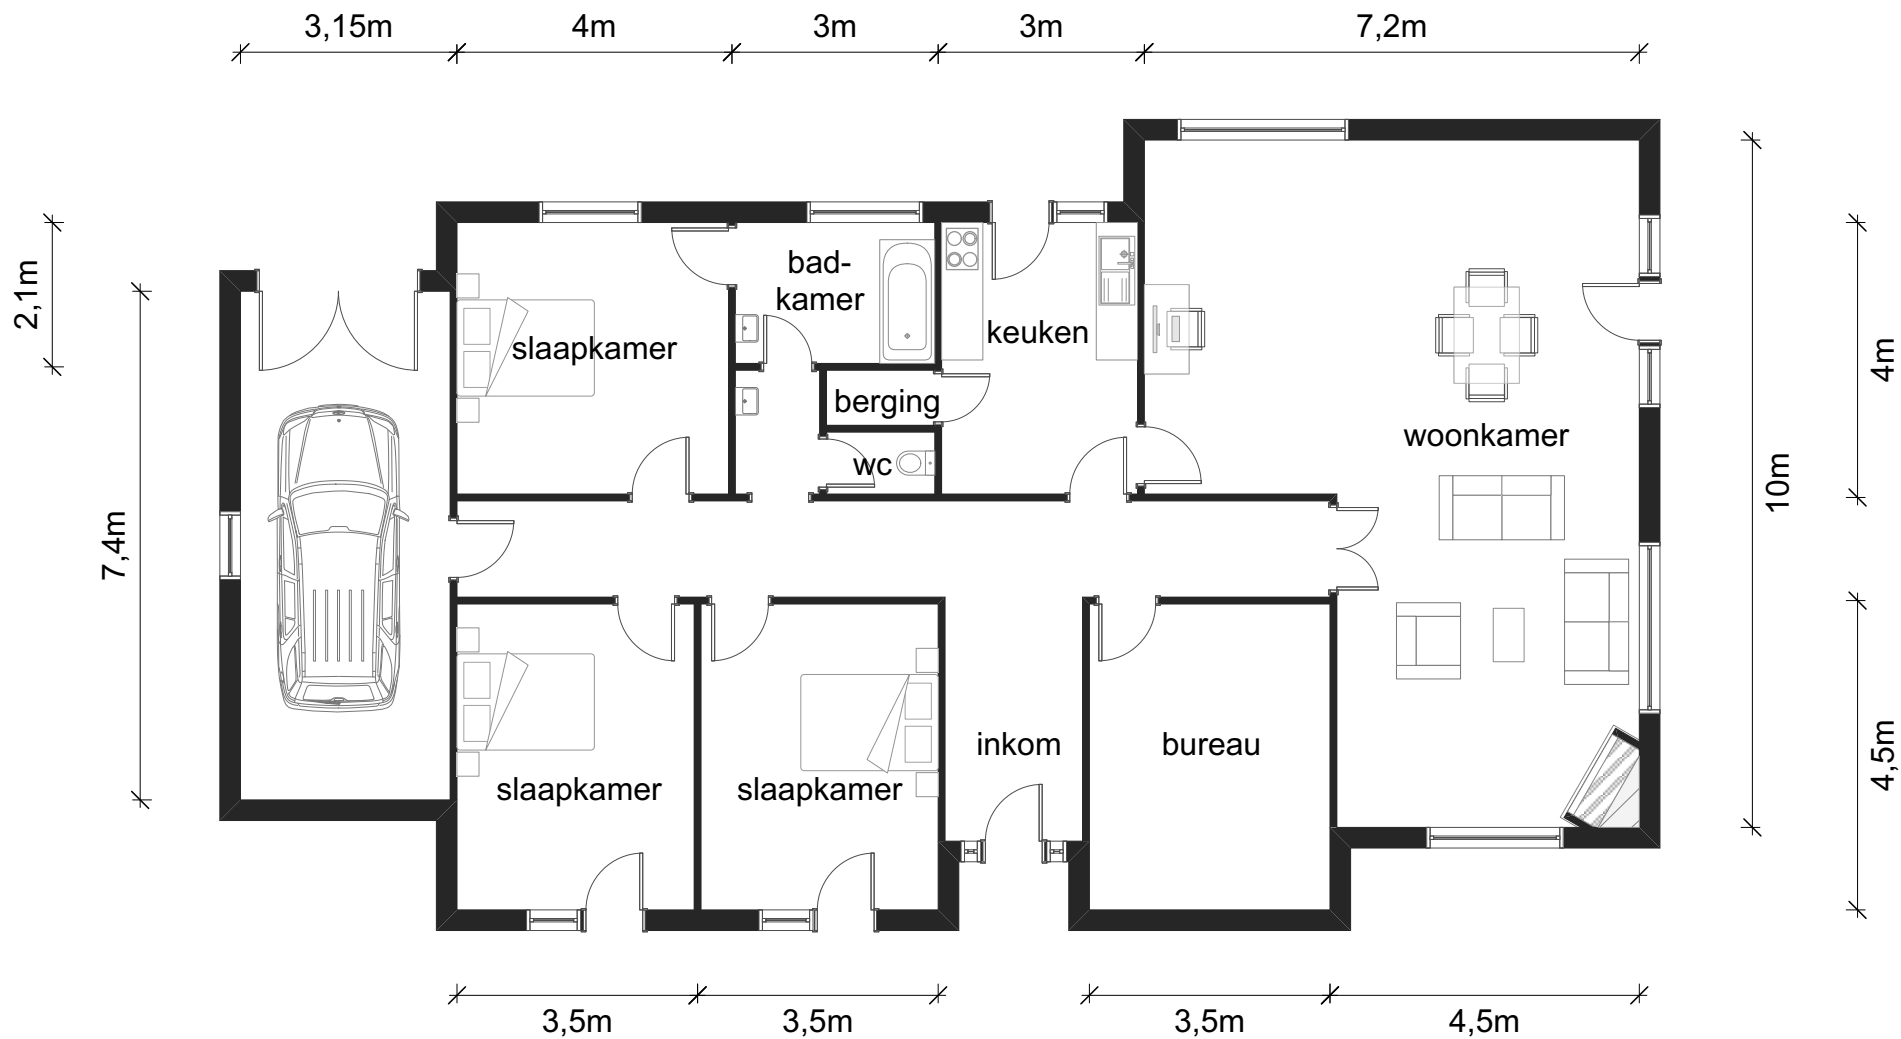 3,15m
4m
3m
3m
7,2m
2,1m
7,4m
10m
4m
4,5m
bad-
kamer
slaapkamer
keuken
berging
wc
woonkamer
slaapkamer
slaapkamer
inkom
bureau
3,5m
3,5m
3,5m
4,5m